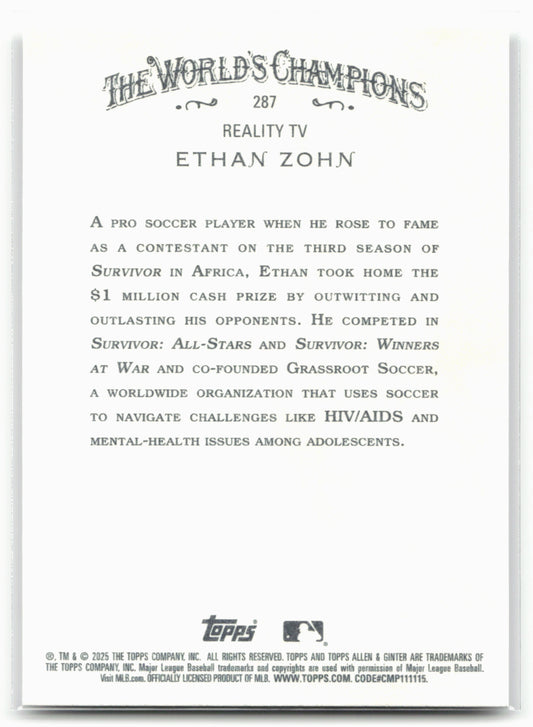 THE WORLD'S CHAMPIONS
287
REALITY TV
ETHAN ZOHN
A PRO SOCCER PLAYER WHEN HE ROSE TO FAME
AS A CONTESTANT ON THE THIRD SEASON OF
SURVIVOR IN AFRICA, ETHAN TOOK HOME THE
$1 MILLION CASH PRIZE BY OUTWITTING AND
OUTLASTING HIS OPPONENTS. HE COMPETED IN
SURVIVOR: ALL-STARS AND SURVIVOR: WINNERS
AT WAR AND CO-FOUNDED GRASSROOT SOCCER,
A WORLDWIDE ORGANIZATION THAT USES SOCCER
TO NAVIGATE CHALLENGES LIKE HIV/AIDS AND
MENTAL-HEALTH ISSUES AMONG ADOLESCENTS.
Topps
®, TM & © 2025 THE TOPPS COMPANY, INC. ALL RIGHTS RESERVED. TOPPS AND TOPPS ALLEN & GINTER ARE TRADEMARKS OF
THE TOPPS COMPANY, INC. Major League Baseball trademarks and copyrights are used with permission of Major League Baseball.
Visit MLB.com. OFFICIALLY LICENSED PRODUCT OF MLB. WWW.TOPPS.COM. CODE#CMP111115.